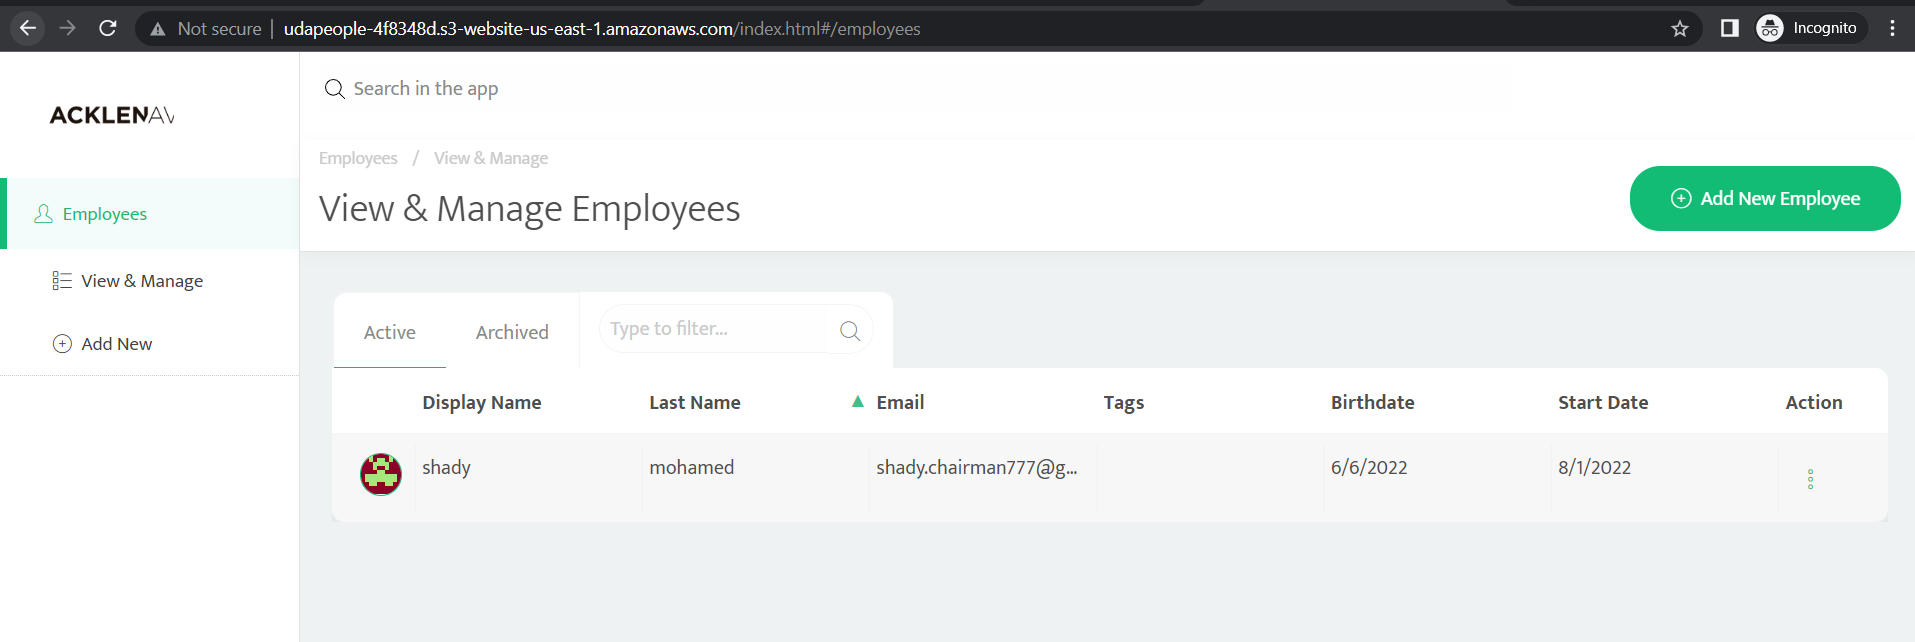 Not secure udapeople-4f8348d.s3-website-us-east-1.amazonaws.com/index.html#/employees Incognito
ACKLENAV
Search in the app
Employees / View & Manage
View & Manage Employees
Add New Employee
Employees
View & Manage
Add New
Active Archived Type to filter...
Display Name Last Name Email Tags Birthdate Start Date Action
shady mohamed shady.chairman777@g... 6/6/2022 8/1/2022